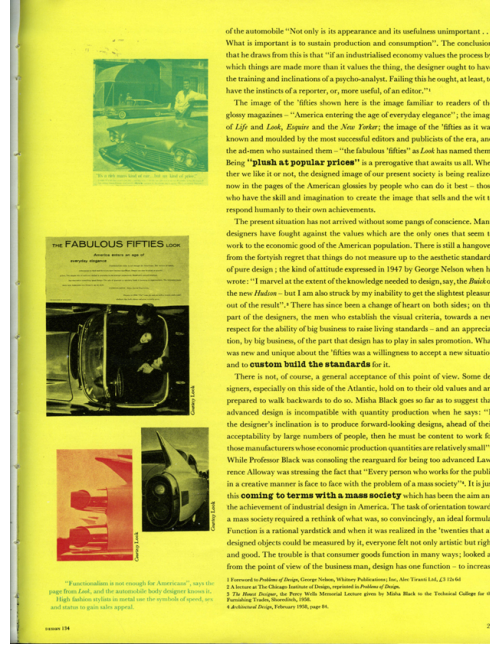 of the automobile "Not only is its appearance and its usefulness unimportant . .
What is important is to sustain production and consumption". The conclusion
that he draws from this is that "if an industrialised economy values the process by
which things are made more than it values the thing, the designer ought to have
the training and inclinations of a psycho-analyst. Failing this he ought, at least, t
have the instincts of a reporter, or, more useful, of an editor."¹
The image of the 'fifties shown here is the image familiar to readers of th
glossy magazines – "America entering the age of everyday elegance"; the image
of Life and Look, Esquire and the New Yorker; the image of the 'fifties as it wa
known and moulded by the most successful editors and publicists of the era, and
the ad-men who sustained them – "the fabulous 'fifties" as Look has named them
Being "plush at popular prices" is a prerogative that awaits us all. Whe
ther we like it or not, the designed image of our present society is being realize
now in the pages of the American glossies by people who can do it best – thos
who have the skill and imagination to create the image that sells and the wit t
respond humanly to their own achievements.
The present situation has not arrived without some pangs of conscience. Man
designers have fought against the values which are the only ones that seem t
work to the economic good of the American population. There is still a hangove
from the fortyish regret that things do not measure up to the aesthetic standard
of pure design ; the kind of attitude expressed in 1947 by George Nelson when h
wrote: "I marvel at the extent of the knowledge needed to design, say, the Buick o
the new Hudson – but I am also struck by my inability to get the slightest pleasur
out of the result".² There has since been a change of heart on both sides; on th
part of the designers, the men who establish the visual criteria, towards a new
respect for the ability of big business to raise living standards – and an apprecia
tion, by big business, of the part that design has to play in sales promotion. Wha
was new and unique about the 'fifties was a willingness to accept a new situatio
and to custom build the standards for it.
There is not, of course, a general acceptance of this point of view. Some de
signers, especially on this side of the Atlantic, hold on to their old values and ar
prepared to walk backwards to do so. Misha Black goes so far as to suggest tha
advanced design is incompatible with quantity production when he says: "I
the designer's inclination is to produce forward-looking designs, ahead of thei
acceptability by large numbers of people, then he must be content to work fo
those manufacturers whose economic production quantities are relatively small"
While Professor Black was consoling the rearguard for being too advanced Law
rence Alloway was stressing the fact that "Every person who works for the publi
in a creative manner is face to face with the problem of a mass society"⁴. It is jus
this coming to terms with a mass society which has been the aim an
the achievement of industrial design in America. The task of orientation toward
a mass society required a rethink of what was, so convincingly, an ideal formula
Function is a rational yardstick and when it was realized in the 'twenties that a
designed objects could be measured by it, everyone felt not only artistic but righ
and good. The trouble is that consumer goods function in many ways; looked a
from the point of view of the business man, design has one function – to increas
1 Foreword to Problems of Design, George Nelson, Whitney Publications; Inc, Alec Tiranti Ltd, £5 12s 6d
2 A lecture at The Chicago Institute of Design, reprinted in Problems of Design.
3 The Honest Designer, the Percy Wells Memorial Lecture given by Misha Black to the Technical College for th
Furnishing Trades, Shoreditch, 1958.
4 Architectural Design, February 1958, page 84.
THE FABULOUS FIFTIES LOOK
America enters an age of
everyday elegance
Courtesy Look
Courtesy Look
Courtesy Look
"Functionalism is not enough for Americans", says the
page from Look, and the automobile body designer knows it.
High fashion stylists in metal use the symbols of speed, sex
and status to gain sales appeal.
DESIGN 134
2